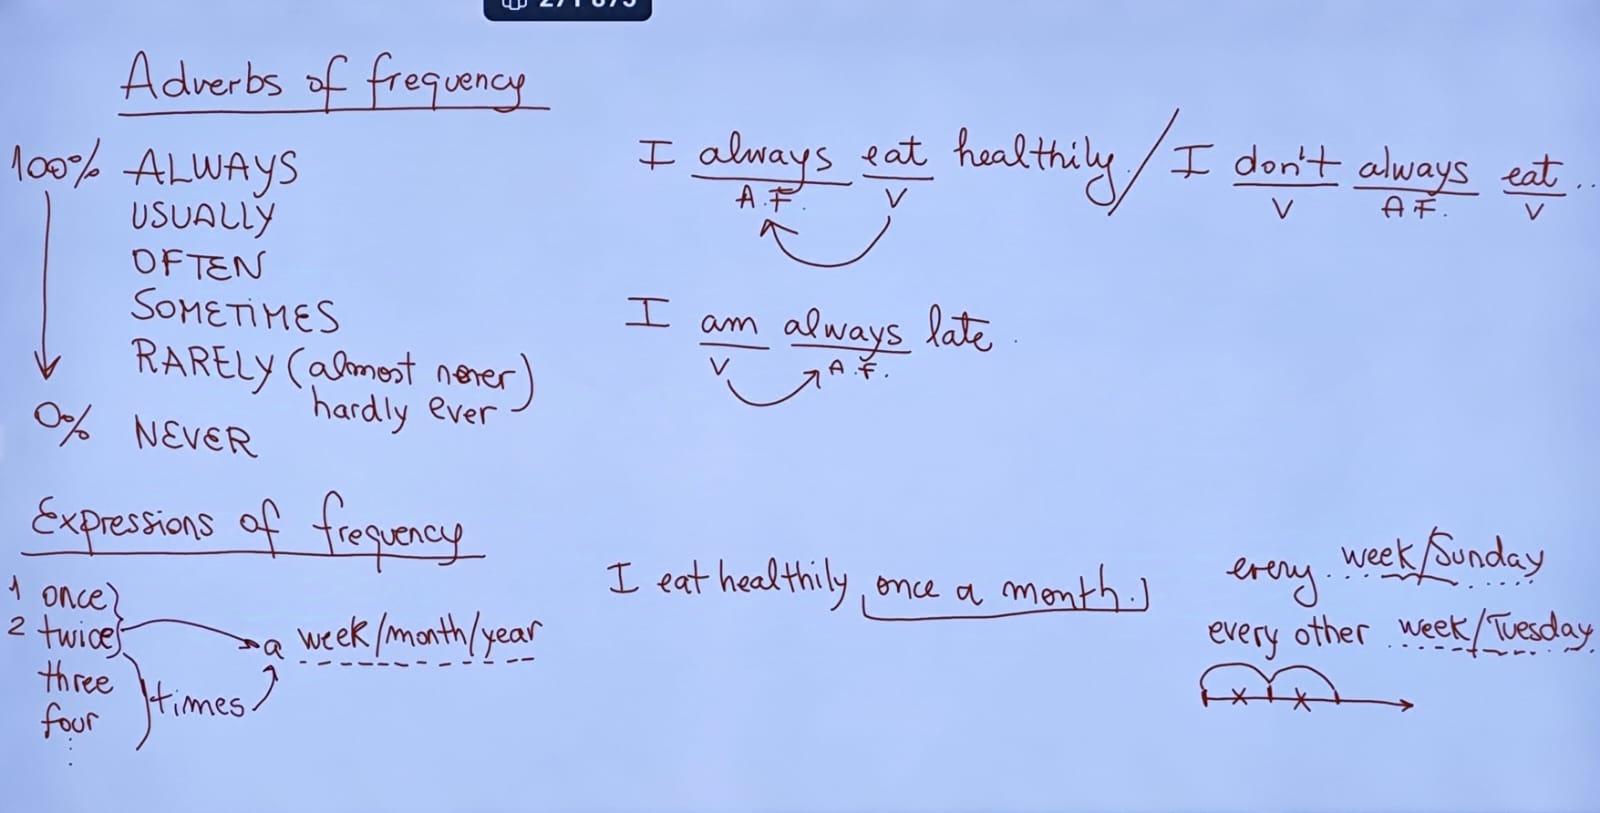 Adverbs of frequency
100% ALWAYS
USUALLY
OFTEN
SOMETIMES
RARELY (almost never)
hardly ever
0% NEVER
I always eat healthily. / I don't always eat ..
A.F. V V A.F. V
I am always late.
V A.F.
Expressions of frequency
1 once
2 twice
three
four
times
a week/month/year
I eat healthily once a month.
every week/Sunday
every other week/Tuesday